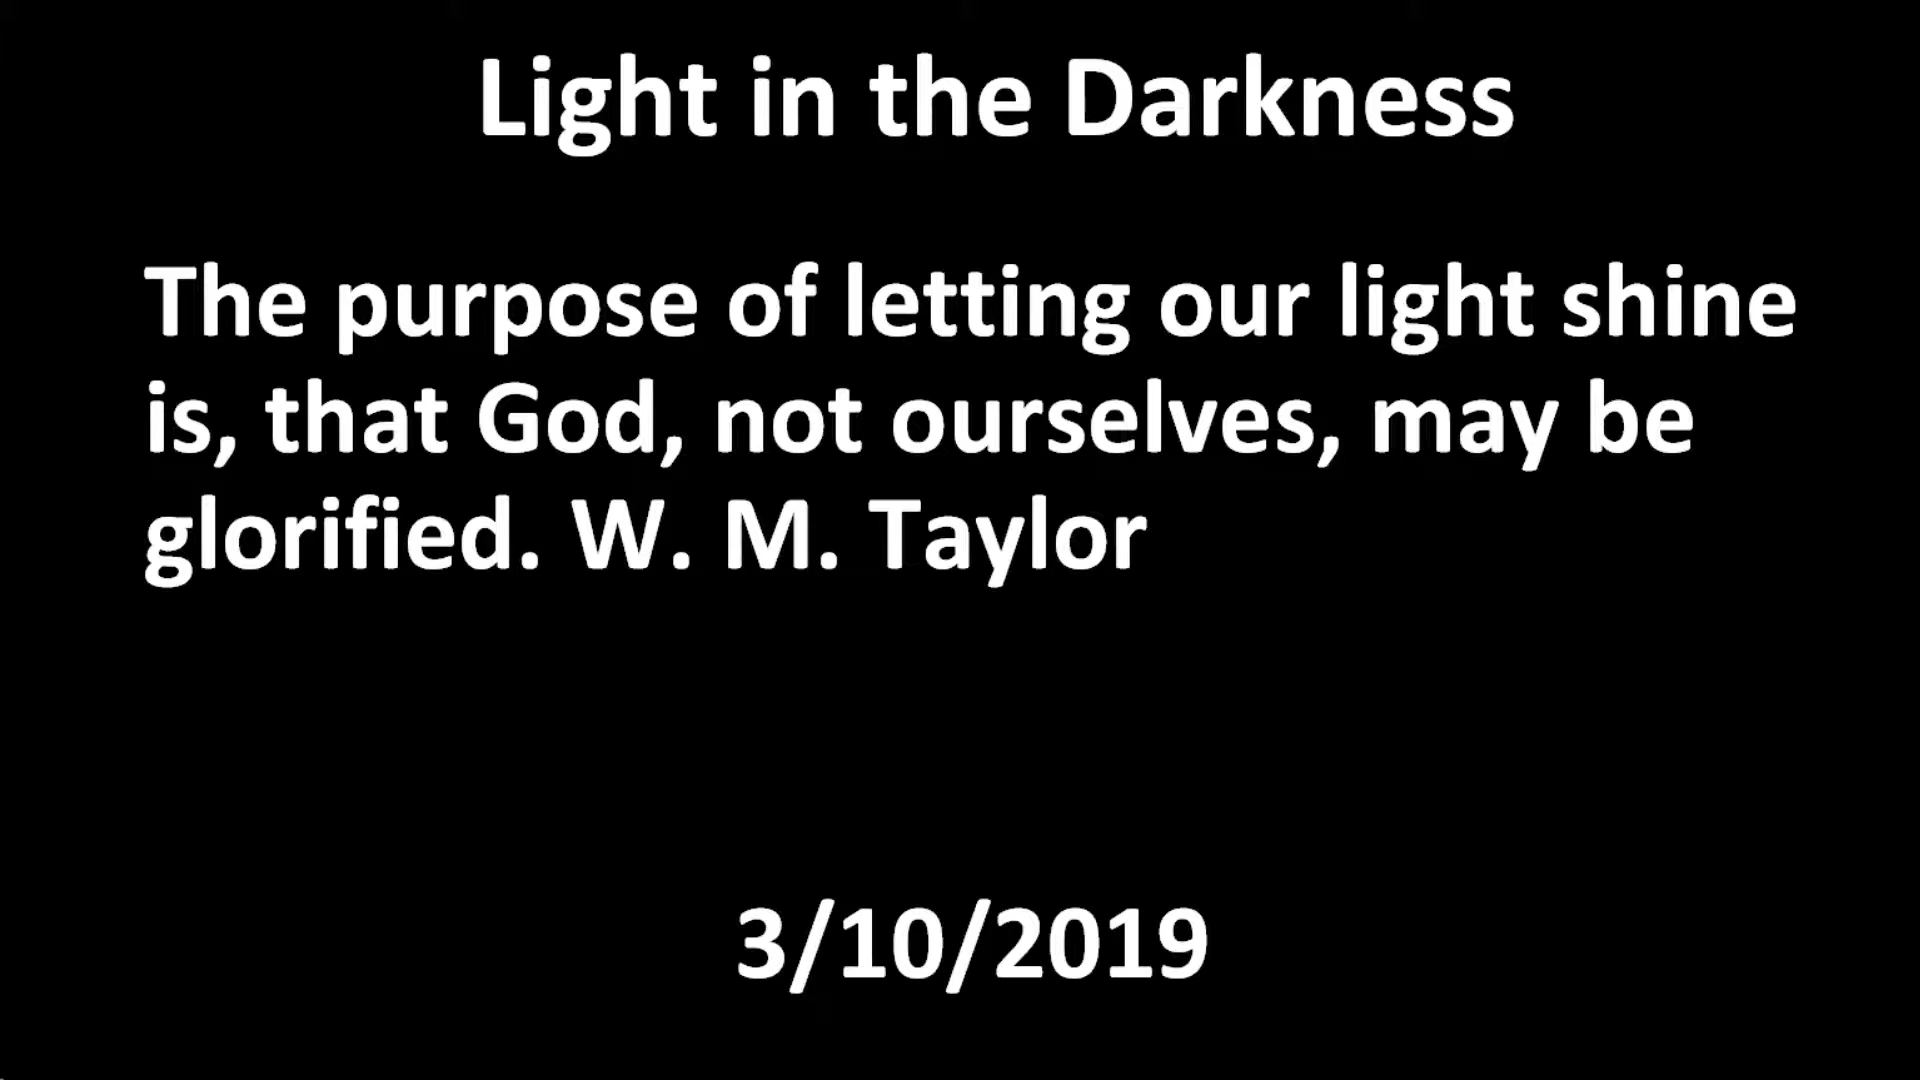 Light in the Darkness
The purpose of letting our light shine
is, that God, not ourselves, may be
glorified. W. M. Taylor
3/10/2019